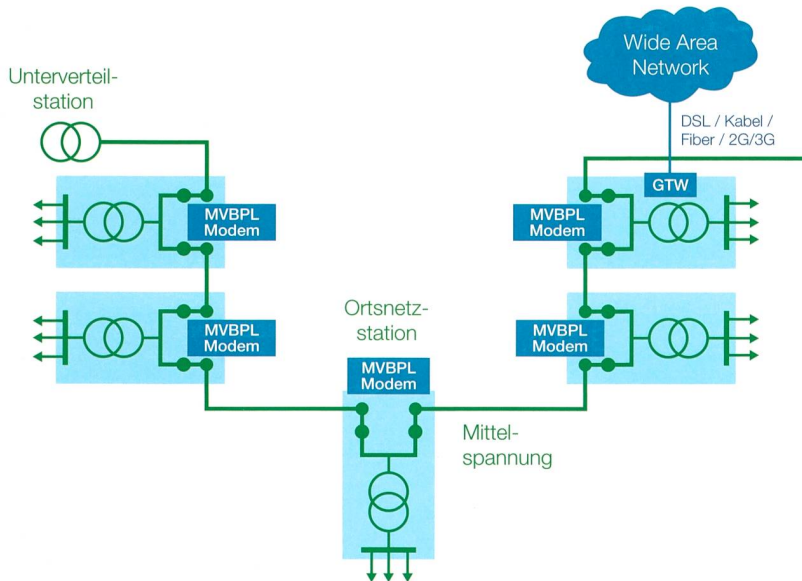 Wide Area
Network
Unterverteil-
station
DSL / Kabel /
Fiber / 2G/3G
GTW
MVBPL
Modem
MVBPL
Modem
Ortsnetz-
station
MVBPL
Modem
MVBPL
Modem
MVBPL
Modem
Mittel-
spannung